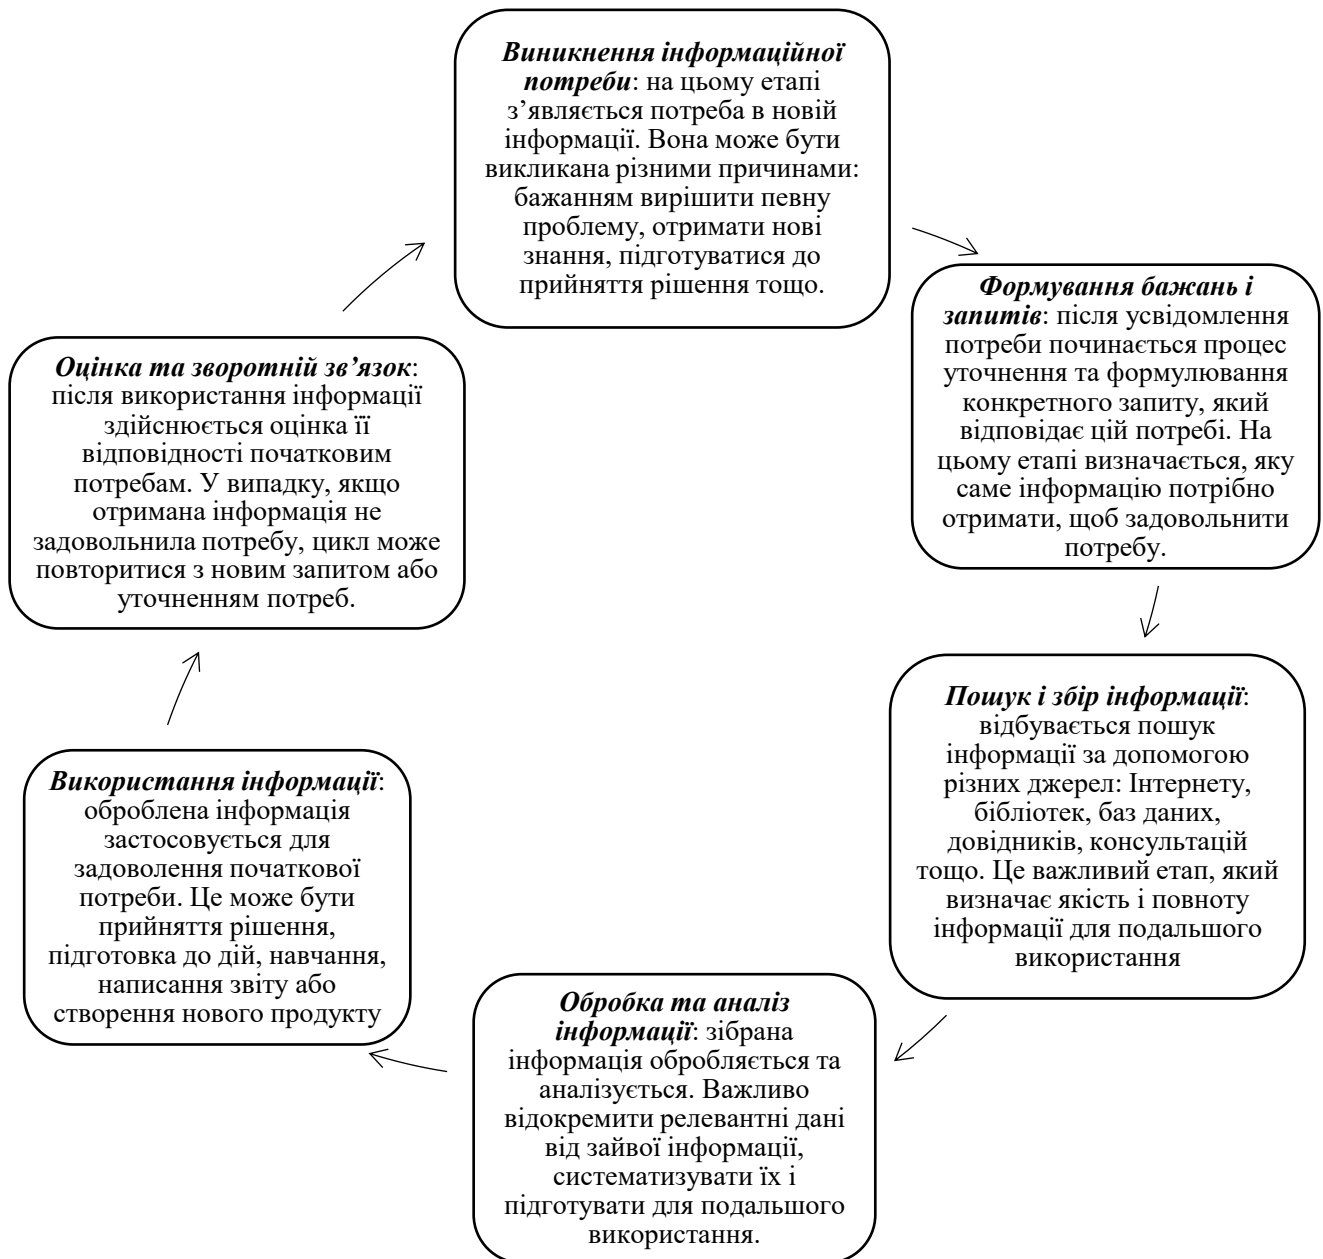 Виникнення інформаційної
потреби: на цьому етапі
з’являється потреба в новій
інформації. Вона може бути
викликана різними причинами:
бажанням вирішити певну
проблему, отримати нові
знання, підготуватися до
прийняття рішення тощо.
Формування бажань і
запитів: після усвідомлення
потреби починається процес
уточнення та формулювання
конкретного запиту, який
відповідає цій потребі. На
цьому етапі визначається, яку
саме інформацію потрібно
отримати, щоб задовольнити
потребу.
Пошук і збір інформації:
відбувається пошук
інформації за допомогою
різних джерел: Інтернету,
бібліотек, баз даних,
довідників, консультацій
тощо. Це важливий етап, який
визначає якість і повноту
інформації для подальшого
використання
Обробка та аналіз
інформації: зібрана
інформація обробляється та
аналізується. Важливо
відокремити релевантні дані
від зайвої інформації,
систематизувати їх і
підготувати для подальшого
використання.
Використання інформації:
оброблена інформація
застосовується для
задоволення початкової
потреби. Це може бути
прийняття рішення,
підготовка до дій, навчання,
написання звіту або
створення нового продукту
Оцінка та зворотній зв’язок:
після використання інформації
здійснюється оцінка її
відповідності початковим
потребам. У випадку, якщо
отримана інформація не
задовольнила потребу, цикл може
повторитися з новим запитом або
уточненням потреб.